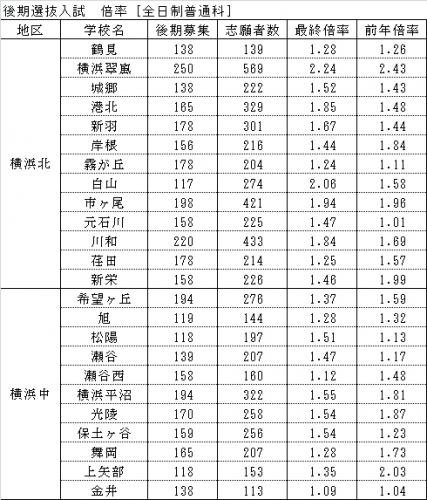 後期選抜入試 倍率 [全日制普通科]
地区 学校名 後期募集 志願者数 最終倍率 前年倍率
横浜北 鶴見 138 139 1.28 1.26
横浜翠嵐 250 569 2.24 2.43
城郷 138 222 1.52 1.43
港北 165 329 1.85 1.48
新羽 178 301 1.67 1.44
岸根 156 216 1.44 1.84
霧が丘 178 204 1.24 1.11
白山 117 274 2.06 1.58
市ヶ尾 198 421 1.94 1.96
元石川 158 225 1.47 1.01
川和 220 433 1.84 1.69
荏田 178 214 1.25 1.57
新栄 158 226 1.46 1.99
横浜中 希望ヶ丘 194 276 1.37 1.59
旭 119 144 1.28 1.32
松陽 118 197 1.51 1.13
瀬谷 139 207 1.47 1.17
瀬谷西 158 160 1.12 1.48
横浜平沼 194 322 1.55 1.81
光陵 170 258 1.54 1.87
保土ヶ谷 159 256 1.54 1.23
舞岡 165 207 1.28 1.73
上矢部 118 153 1.35 2.03
金井 138 113 1.09 1.04